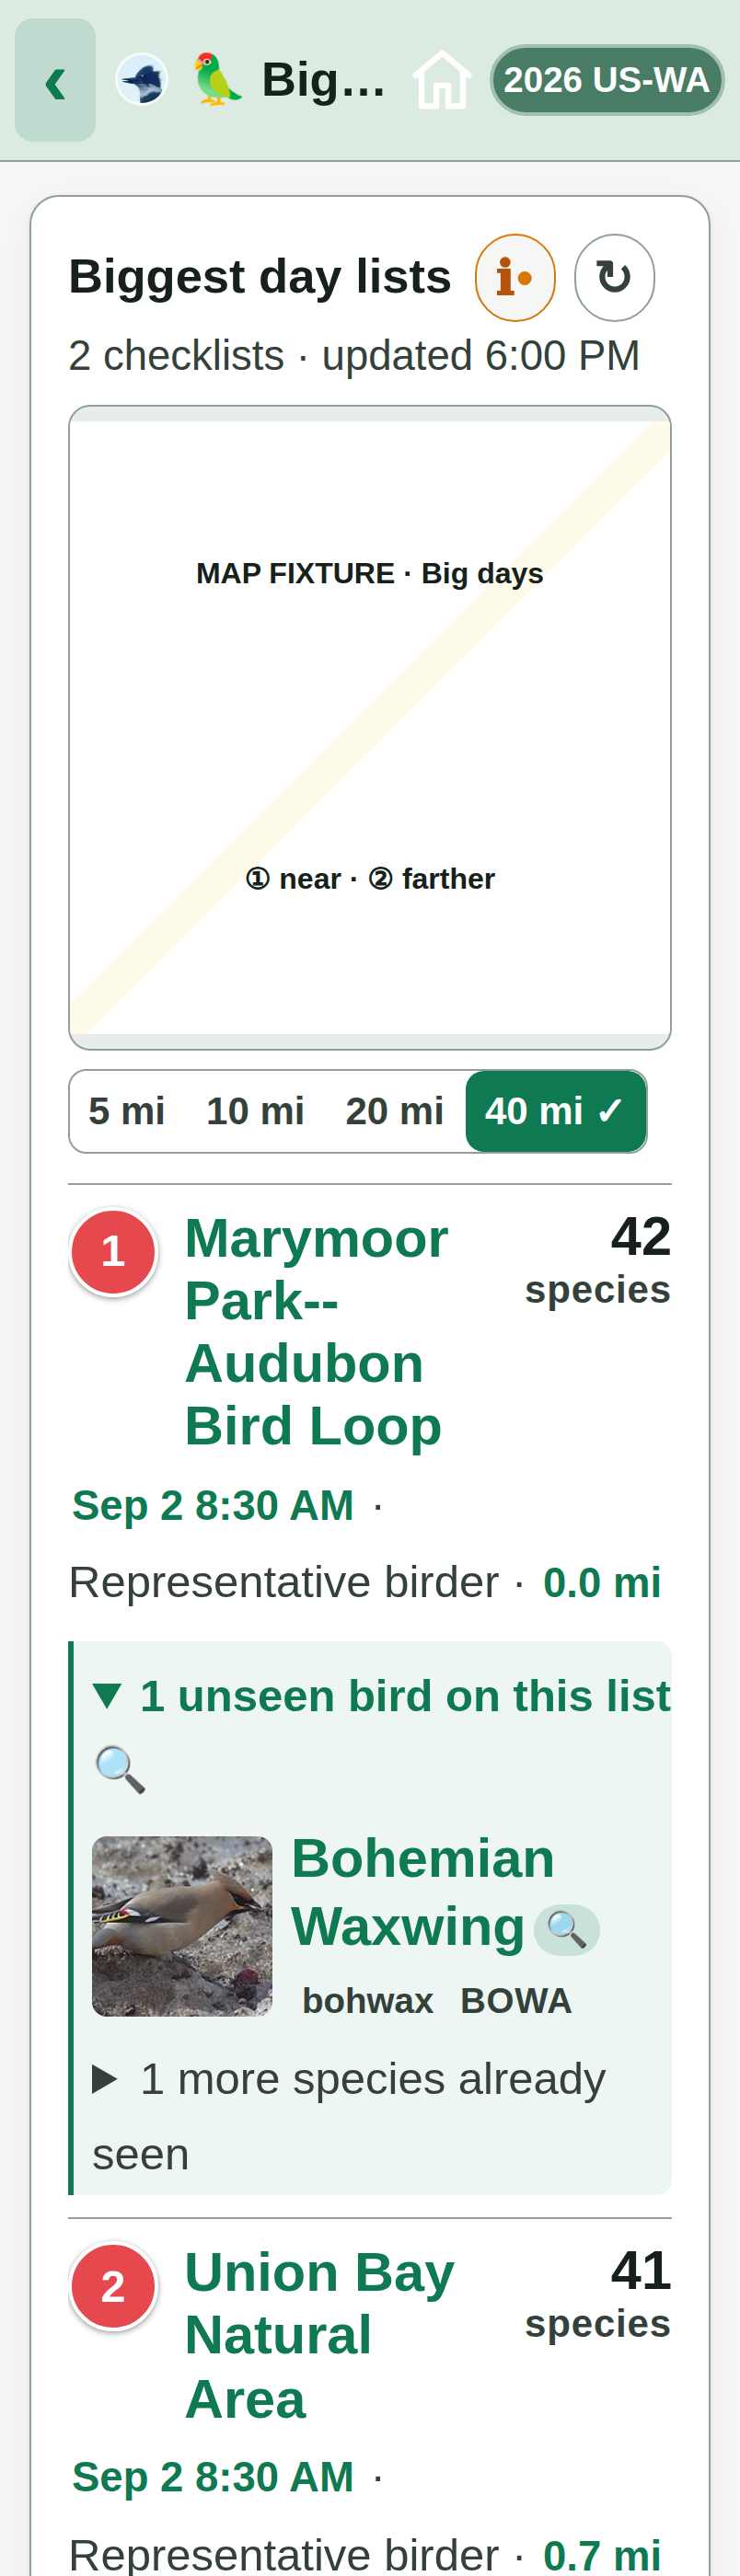 ‹ 🦜 Big… 2026 US-WA
Biggest day lists i• ↻
2 checklists · updated 6:00 PM
MAP FIXTURE · Big days
① near · ② farther
5 mi 10 mi 20 mi 40 mi ✓
1 Marymoor 42
Park-- species
Audubon
Bird Loop
Sep 2 8:30 AM ·
Representative birder · 0.0 mi
▼ 1 unseen bird on this list
🔍
Bohemian
Waxwing 🔍
bohwax BOWA
▶ 1 more species already
seen
2 Union Bay 41
Natural species
Area
Sep 2 8:30 AM ·
Representative birder · 0.7 mi